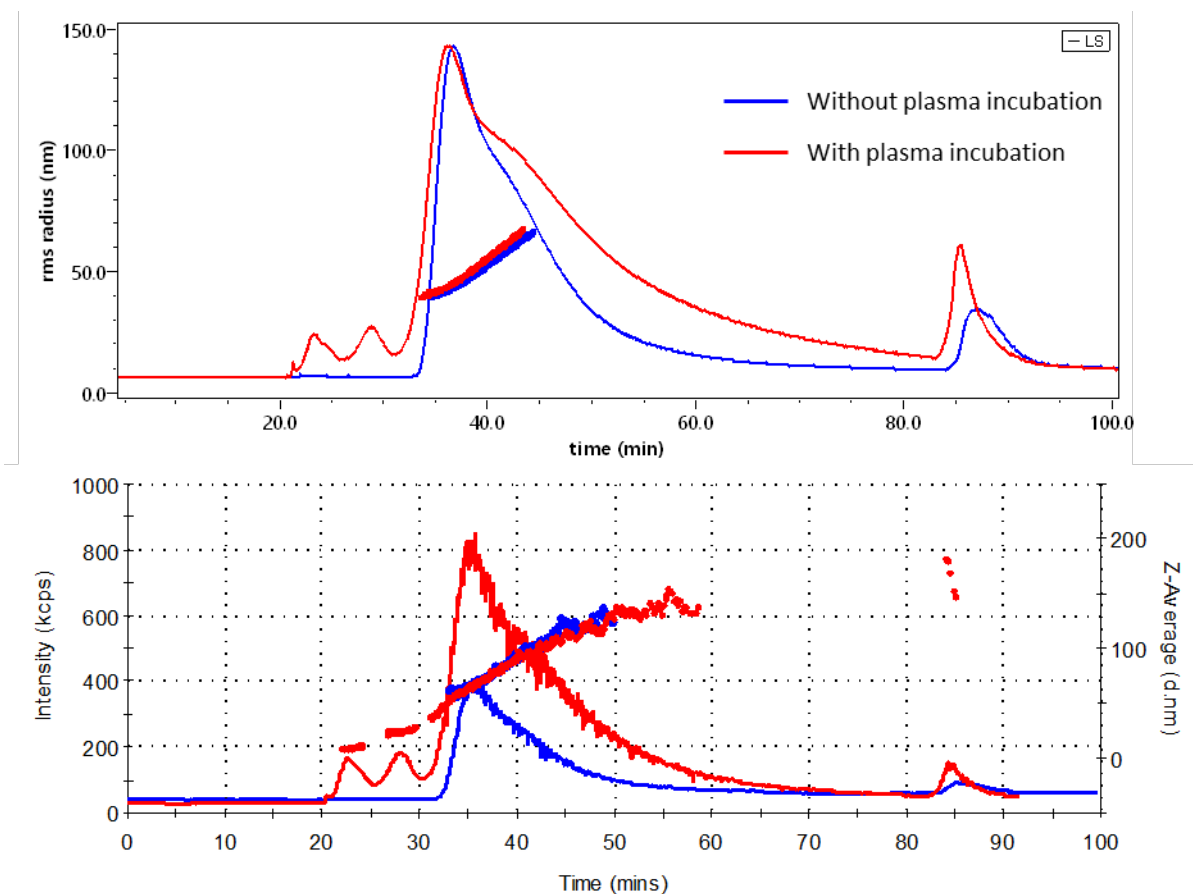 150.0
LS
Without plasma incubation
100.0
With plasma incubation
rms radius (nm)
50.0
0.0
20.0 40.0 60.0 80.0 100.0
time (min)
1000
800 200
600
Intensity (kcps) 100 Z-Average (d.nm)
400
200 0
0
0 10 20 30 40 50 60 70 80 90 100
Time (mins)